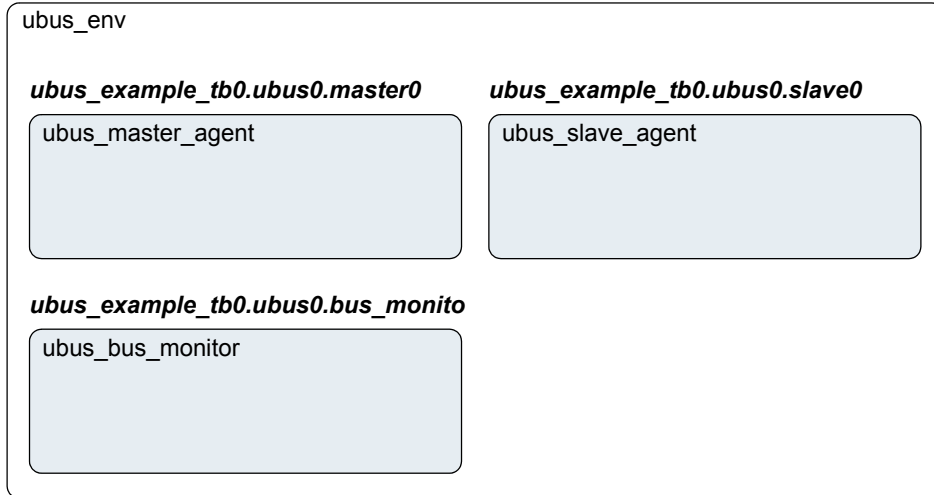 ubus_env
ubus_example_tb0.ubus0.master0
ubus_example_tb0.ubus0.slave0
ubus_master_agent
ubus_slave_agent
ubus_example_tb0.ubus0.bus_monito
ubus_bus_monitor